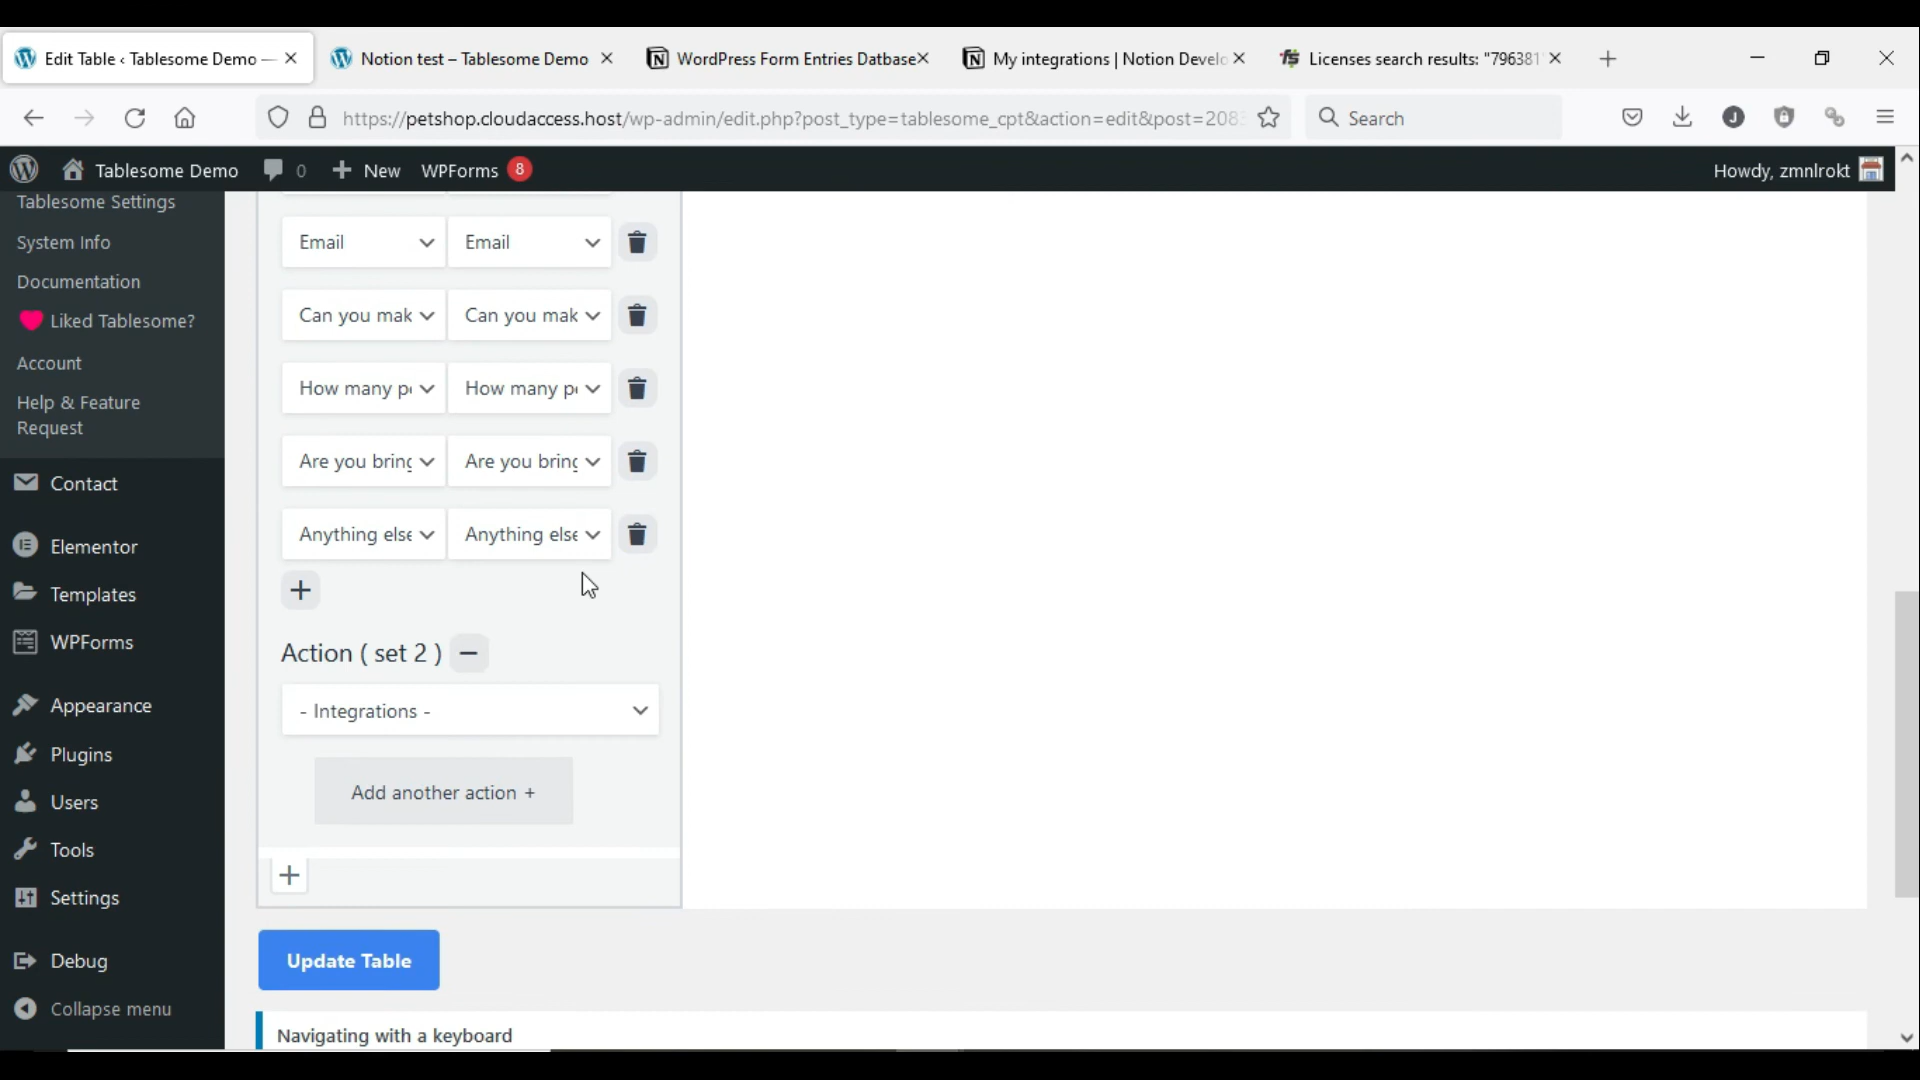 Edit Table ‹ Tablesome Demo —
Notion test – Tablesome Demo
WordPress Form Entries Datbase
My integrations | Notion Develo
Licenses search results: "796381
https://petshop.cloudaccess.host/wp-admin/edit.php?post_type=tablesome_cpt&action=edit&post=208
Search
J
Tablesome Demo
0
New
WPForms 8
Howdy, zmnlrokt
Tablesome Settings
System Info
Documentation
Liked Tablesome?
Account
Help & Feature
Request
Contact
Elementor
Templates
WPForms
Appearance
Plugins
Users
Tools
Settings
Debug
Collapse menu
Email Email
Can you mak Can you mak
How many p How many p
Are you bring Are you bring
Anything else Anything else
+
Action ( set 2 ) −
- Integrations -
Add another action +
+
Update Table
Navigating with a keyboard